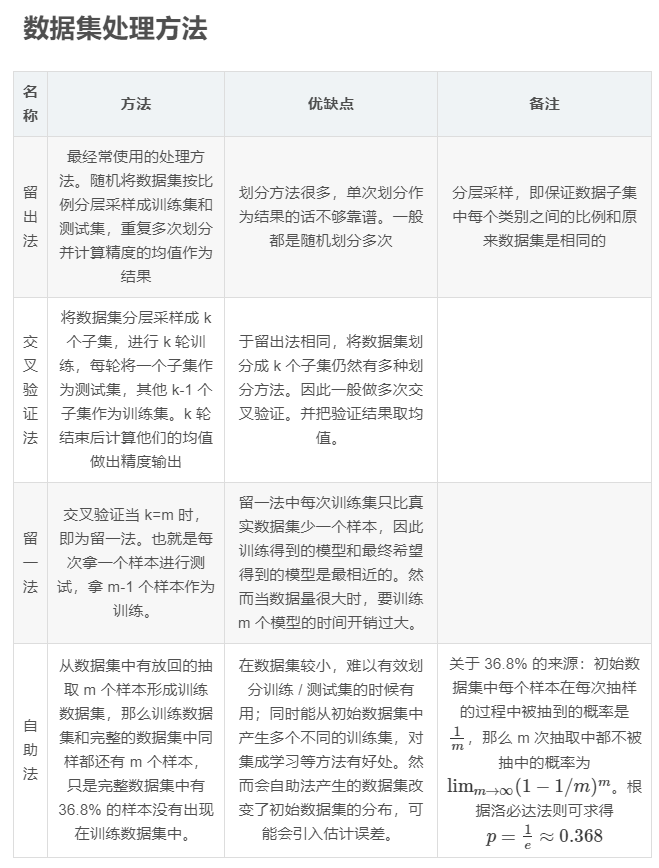 数据集处理方法
名
称
方法
优缺点
备注
留
出
法
最经常使用的处理方
法。随机将数据集按比
例分层采样成训练集和
测试集，重复多次划分
并计算精度的均值作为
结果
划分方法很多，单次划分作
为结果的话不够靠谱。一般
都是随机划分多次
分层采样，即保证数据子集
中每个类别之间的比例和原
来数据集是相同的
交
叉
验
证
法
将数据集分层采样成 k
个子集，进行 k 轮训
练，每轮将一个子集作
为测试集，其他 k-1 个
子集作为训练集。k 轮
结束后计算他们的均值
做出精度输出
于留出法相同，将数据集划
分成 k 个子集仍然有多种划
分方法。因此一般做多次交
叉验证。并把验证结果取均
值。
留
一
法
交叉验证当 k=m 时，
即为留一法。也就是每
次拿一个样本进行测
试，拿 m-1 个样本作为
训练。
留一法中每次训练集只比真
实数据集少一个样本，因此
训练得到的模型和最终希望
得到的模型是最相近的。然
而当数据量很大时，要训练
m 个模型的时间开销过大。
自
助
法
从数据集中有放回的抽
取 m 个样本形成训练
数据集，那么训练数据
集和完整的数据集中同
样都还有 m 个样本，
只是完整数据集中有
36.8% 的样本没有出现
在训练数据集中。
在数据集较小，难以有效划
分训练 / 测试集的时候有
用；同时能从初始数据集中
产生多个不同的训练集，对
集成学习等方法有好处。然
而会自助法产生的数据集改
变了初始数据集的分布，可
能会引入估计误差。
关于 36.8% 的来源：初始数
据集中每个样本在每次抽样
的过程中被抽到的概率是
1/m，那么 m 次抽取中都不被
抽中的概率为
lim_{m→∞}(1 − 1/m)^m。根
据洛必达法则可求得
p = 1/e ≈ 0.368